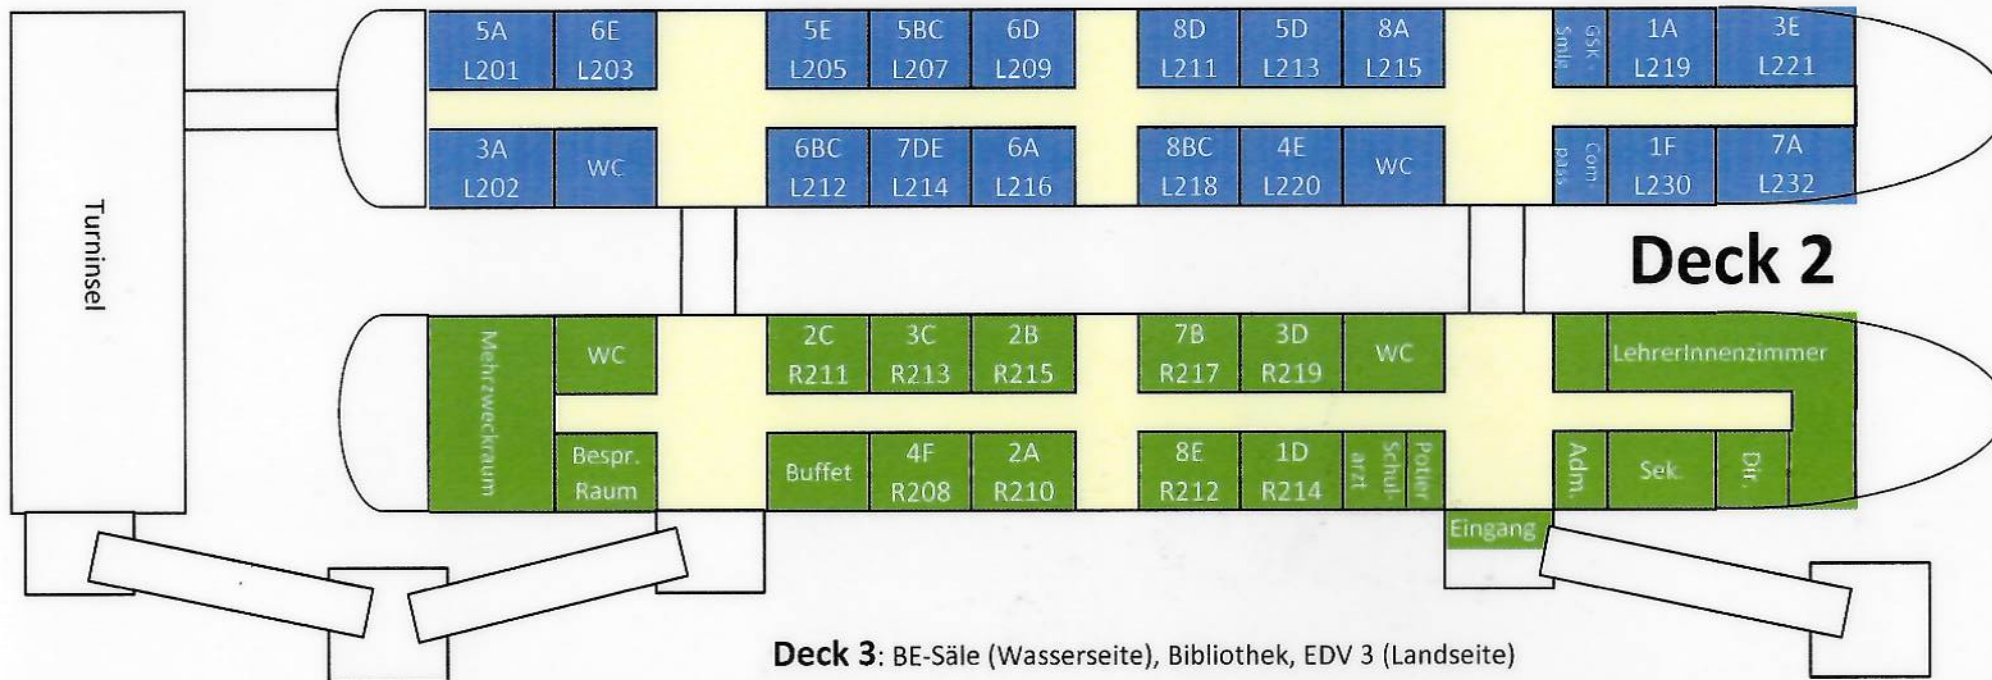 5A
L201
6E
L203
5E
L205
5BC
L207
6D
L209
8D
L211
5D
L213
8A
L215
GSK -
Smlg
1A
L219
3E
L221
3A
L202
WC
6BC
L212
7DE
L214
6A
L216
8BC
L218
4E
L220
WC
Com-
pass
1F
L230
7A
L232
Turninsel
Deck 2
Mehrzweckraum
WC
2C
R211
3C
R213
2B
R215
7B
R217
3D
R219
WC
LehrerInnenzimmer
Bespr.
Raum
Buffet
4F
R208
2A
R210
8E
R212
1D
R214
Schul-
arzt
Potier
Adm.
Sek.
Dir.
Eingang
Deck 3: BE-Säle (Wasserseite), Bibliothek, EDV 3 (Landseite)